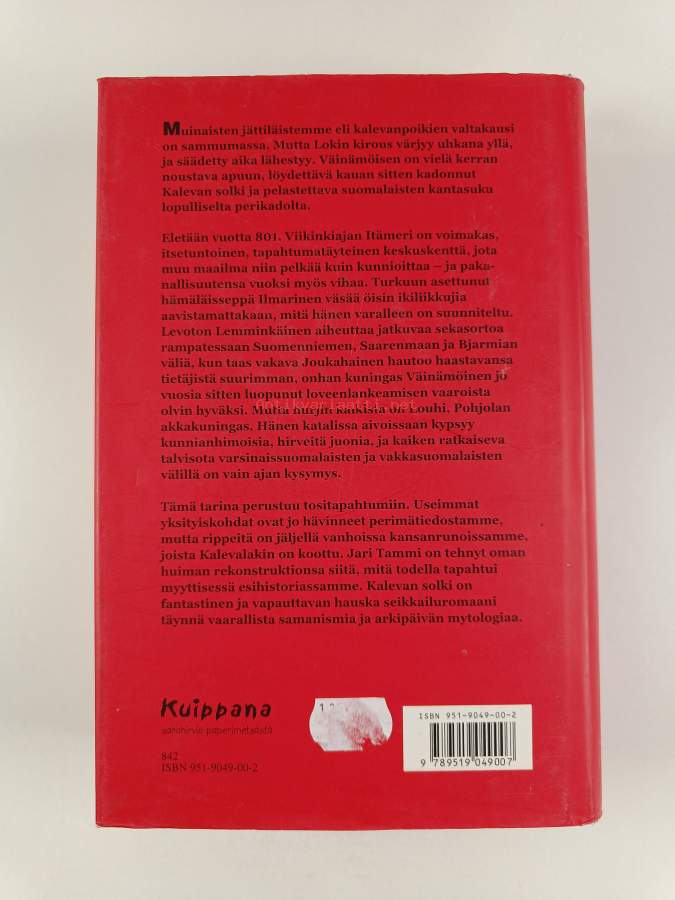 Muinaisten jättiläistemme eli kalevanpoikien valtakausi
on sammumassa. Mutta Lokin kirous värjyy uhkana yllä,
ja säädetty aika lähestyy. Väinämöisen on vielä kerran
noustava apuun, löydettävä kauan sitten kadonnut
Kalevan solki ja pelastettava suomalaisten kantasuku
lopulliselta perikadolta.
Eletään vuotta 801. Viikinkiajan Itämeri on voimakas,
itsetuntoinen, tapahtumatäyteinen keskuskenttä, jota
muu maailma niin pelkää kuin kunnioittaa – ja paka-
nallisuutensa vuoksi myös vihaa. Turkuun asettunut
hämäläisseppä Ilmarinen väsää öisin ikiliikkujia
aavistamattakaan, mitä hänen varalleen on suunniteltu.
Levoton Lemminkäinen aiheuttaa jatkuvaa sekasortoa
rampatessaan Suomenniemen, Saarenmaan ja Bjarmian
väliä, kun taas vakava Joukahainen hautoo haastavansa
tietäjistä suurimman, onhan kuningas Väinämöinen jo
vuosia sitten luopunut loveenlankeamisen vaaroista
olvin hyväksi. Mutta hurjin kaikista on Louhi, Pohjolan
akkakuningas. Hänen katalissa aivoissaan kypsyy
kunnianhimoisia, hirveitä juonia, ja kaiken ratkaiseva
talvisota varsinaissuomalaisten ja vakkasuomalaisten
välillä on vain ajan kysymys.
Tämä tarina perustuu tositapahtumiin. Useimmat
yksityiskohdat ovat jo hävinneet perimätiedostamme,
mutta rippeitä on jäljellä vanhoissa kansanrunoissamme,
joista Kalevalakin on koottu. Jari Tammi on tehnyt oman
huiman rekonstruktionsa siitä, mitä todella tapahtui
myyttisessä esihistoriassamme. Kalevan solki on
fantastinen ja vapauttavan hauska seikkailuromaani
täynnä vaarallista samanismia ja arkipäivän mytologiaa.
Kuippana
sanahirviö paperimetsästä
842
ISBN 951-9049-00-2
ISBN 951-9049-00-2
9 789519 049007